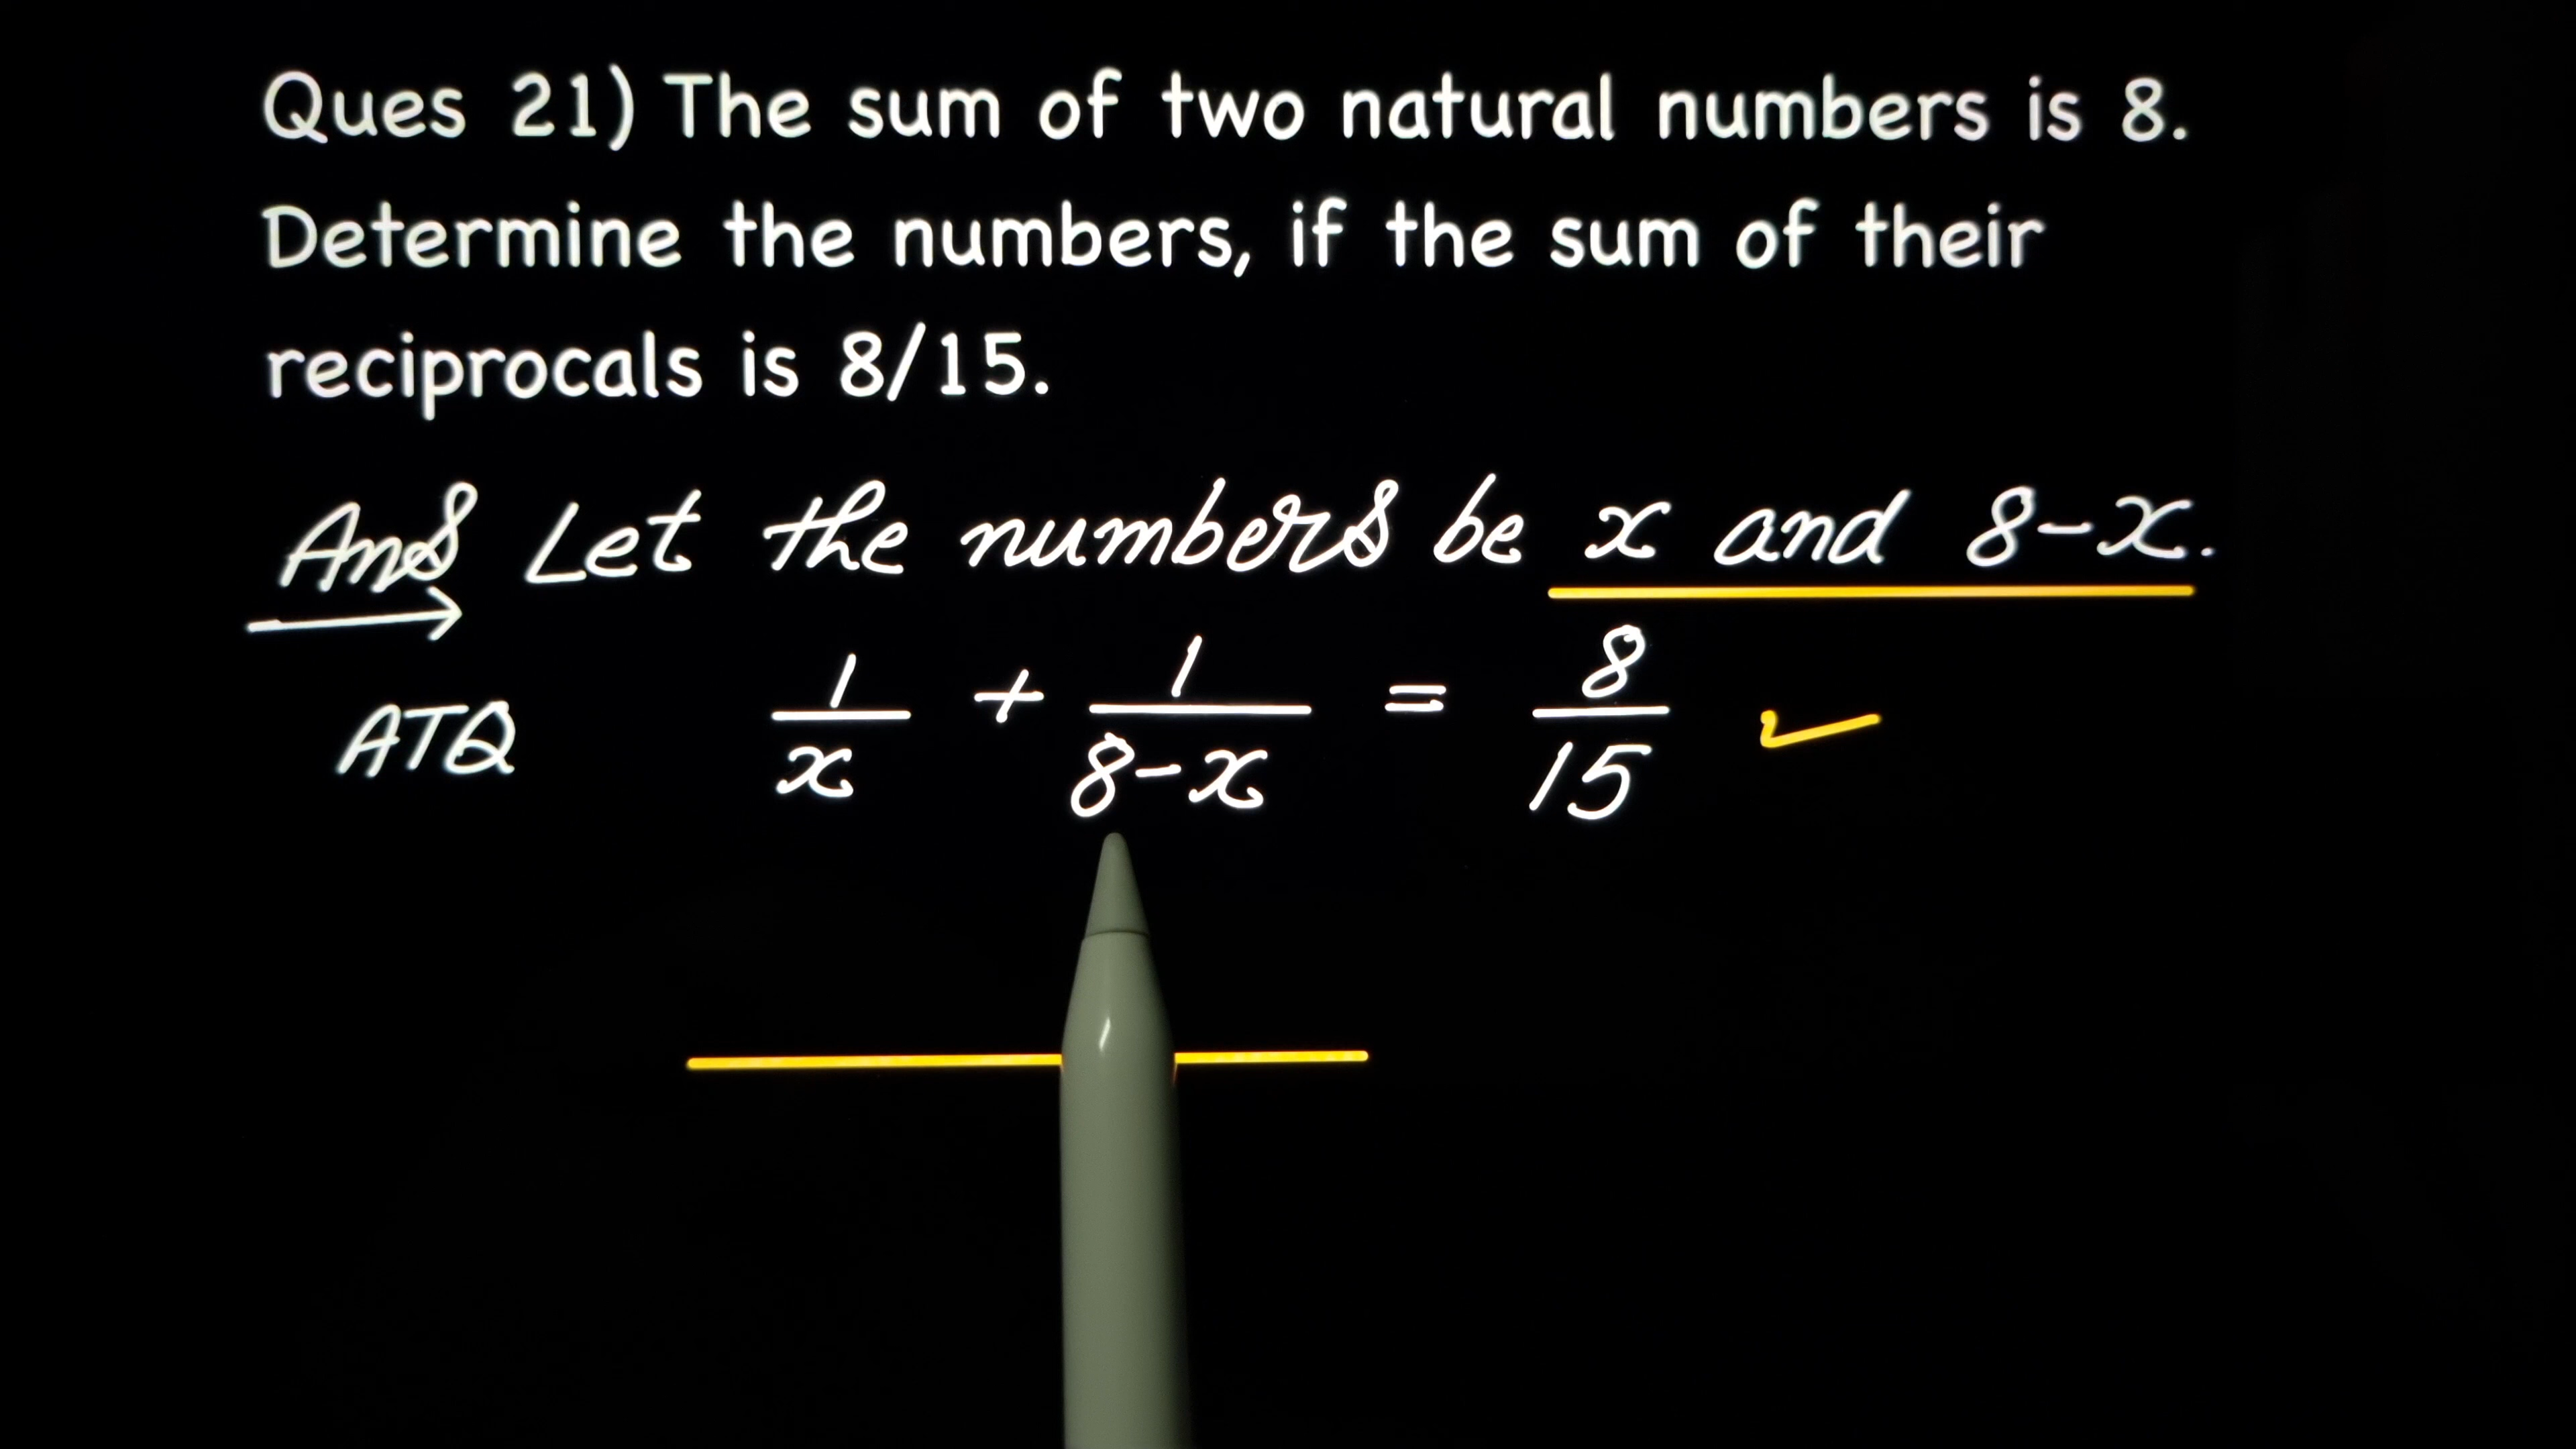 Ques 21) The sum of two natural numbers is 8.
Determine the numbers, if the sum of their
reciprocals is 8/15.
Ans Let the numbers be x and 8-x.
ATQ 1/x + 1/(8-x) = 8/15